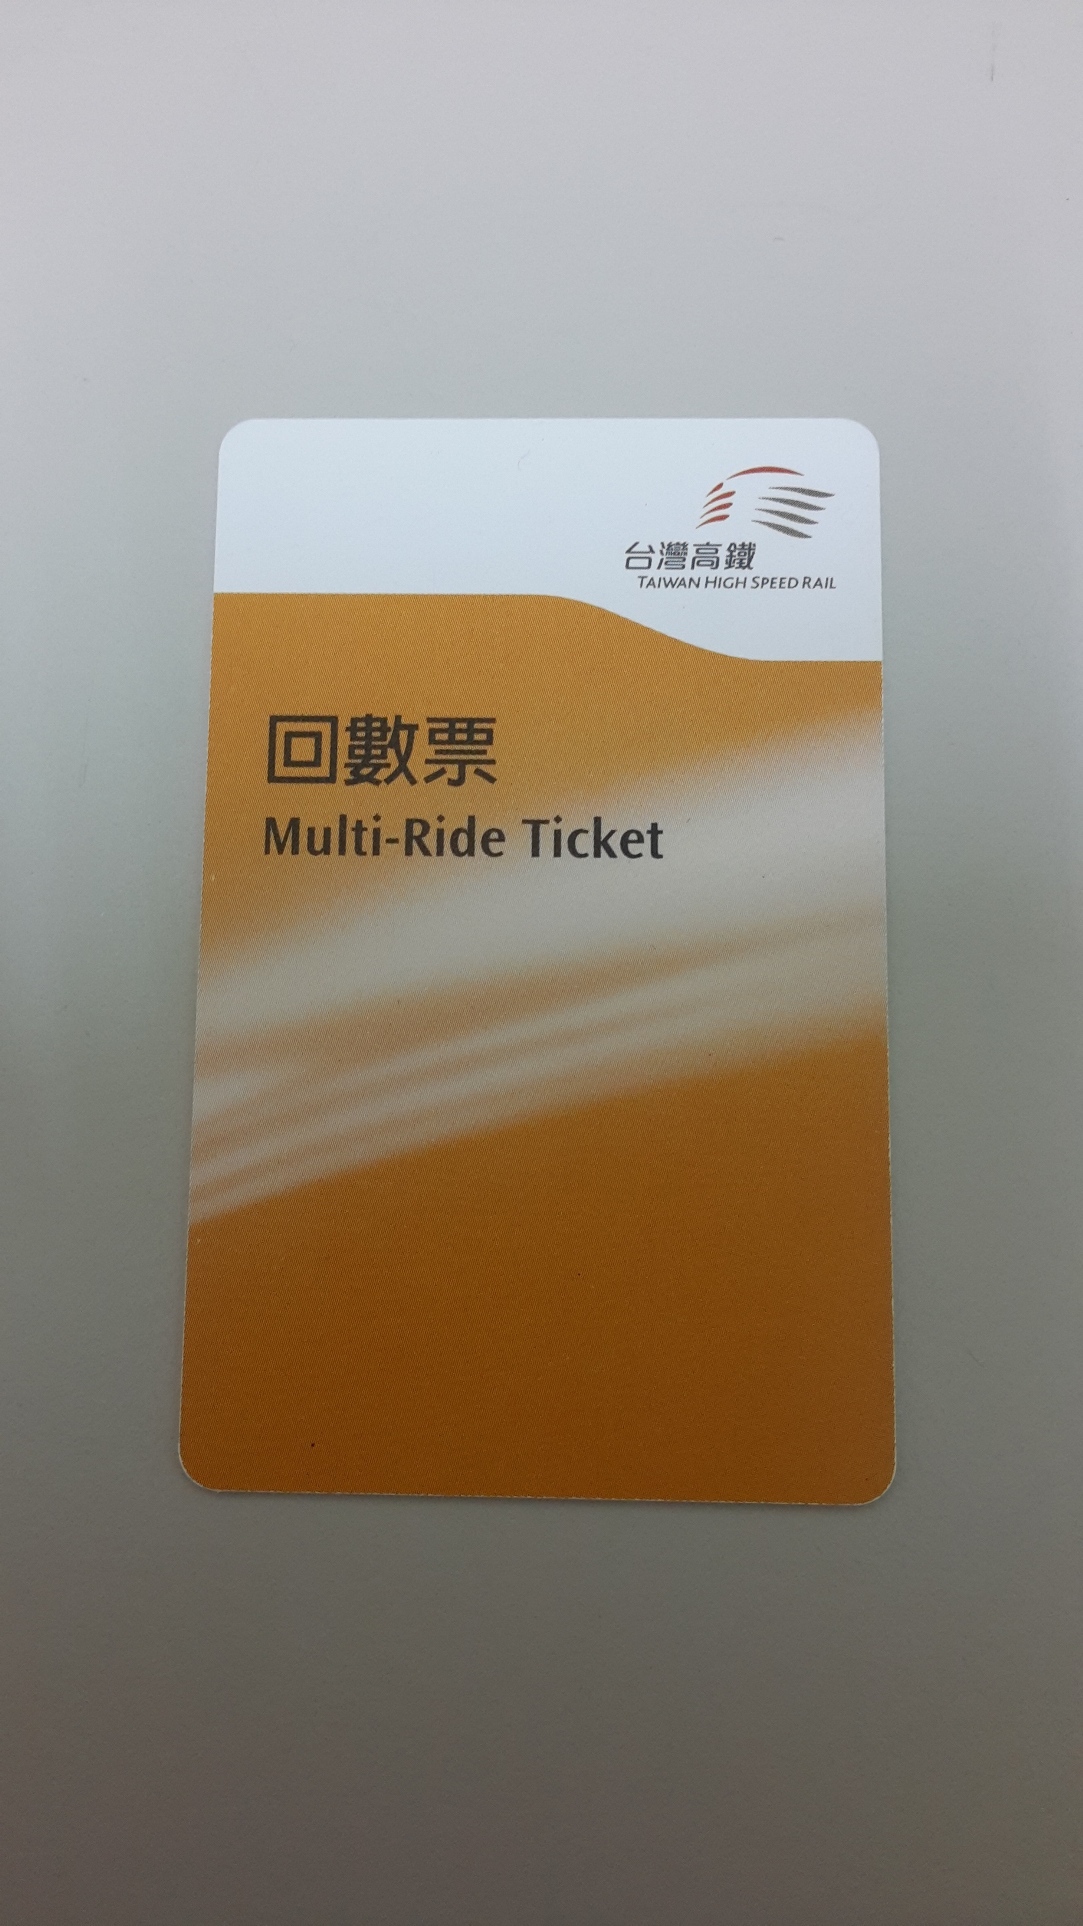 台灣高鐵
TAIWAN HIGH SPEED RAIL
回數票
Multi-Ride Ticket